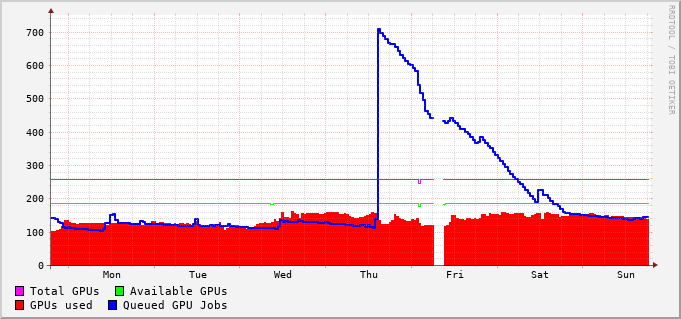 700
600
500
400
300
200
100
0
Mon Tue Wed Thu Fri Sat Sun
Total GPUs Available GPUs
GPUs used Queued GPU Jobs
RRDTOOL / TOBI OETIKER